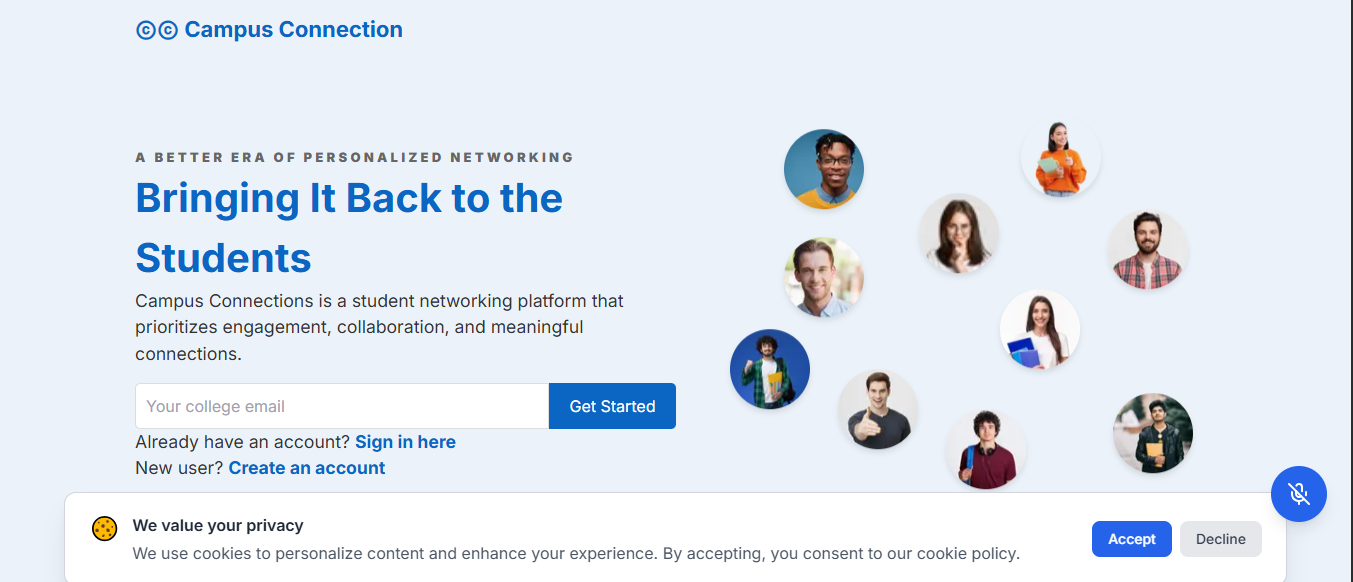 ©© Campus Connection
A BETTER ERA OF PERSONALIZED NETWORKING
Bringing It Back to the
Students
Campus Connections is a student networking platform that
prioritizes engagement, collaboration, and meaningful
connections.
Your college email
Get Started
Already have an account? Sign in here
New user? Create an account
We value your privacy
We use cookies to personalize content and enhance your experience. By accepting, you consent to our cookie policy.
Accept
Decline